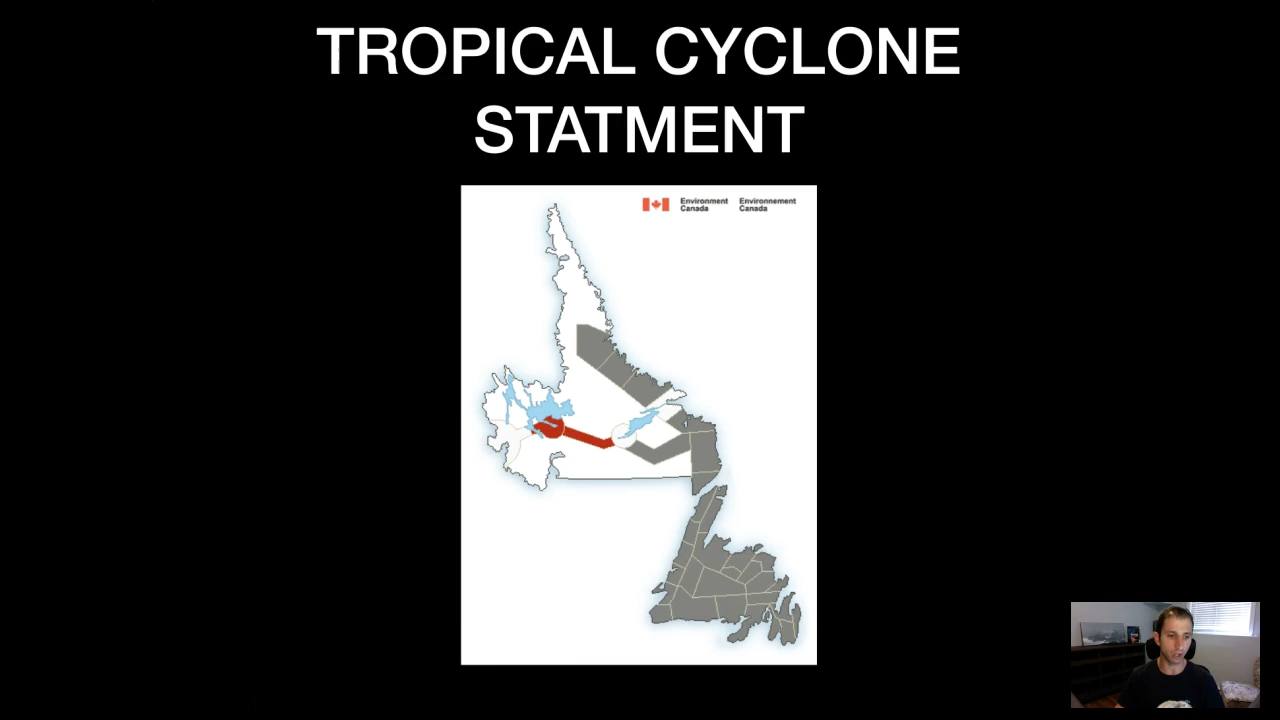 TROPICAL CYCLONE
STATMENT
Environment Environnement
Canada Canada